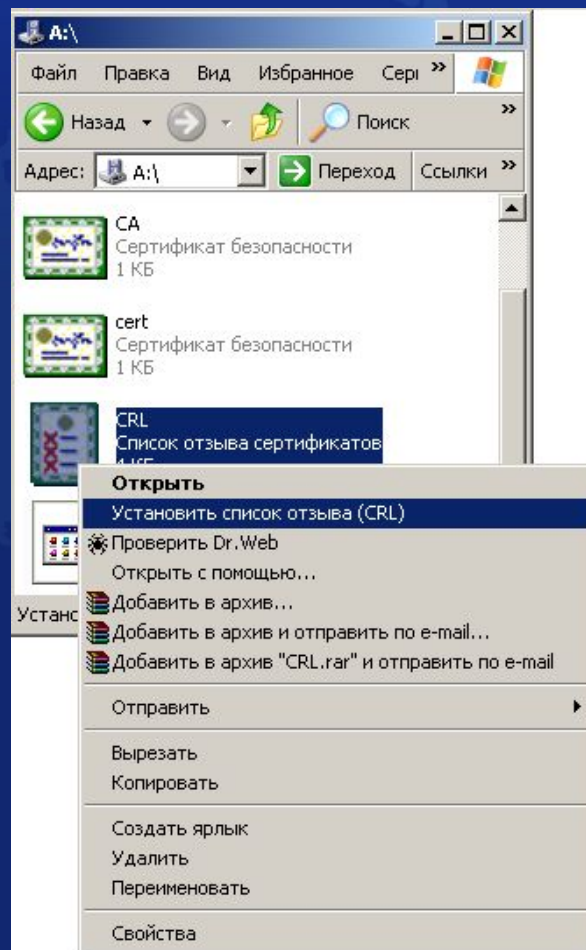 A:\
Файл Правка Вид Избранное Серı »
Назад Поиск »
Адрес: A:\ Переход Ссылки »
CA
Сертификат безопасности
1 КБ
cert
Сертификат безопасности
1 КБ
CRL
Список отзыва сертификатов
Открыть
Установить список отзыва (CRL)
Проверить Dr.Web
Открыть с помощью...
Устанс
Добавить в архив...
Добавить в архив и отправить по e-mail...
Добавить в архив "CRL.rar" и отправить по e-mail
Отправить
Вырезать
Копировать
Создать ярлык
Удалить
Переименовать
Свойства